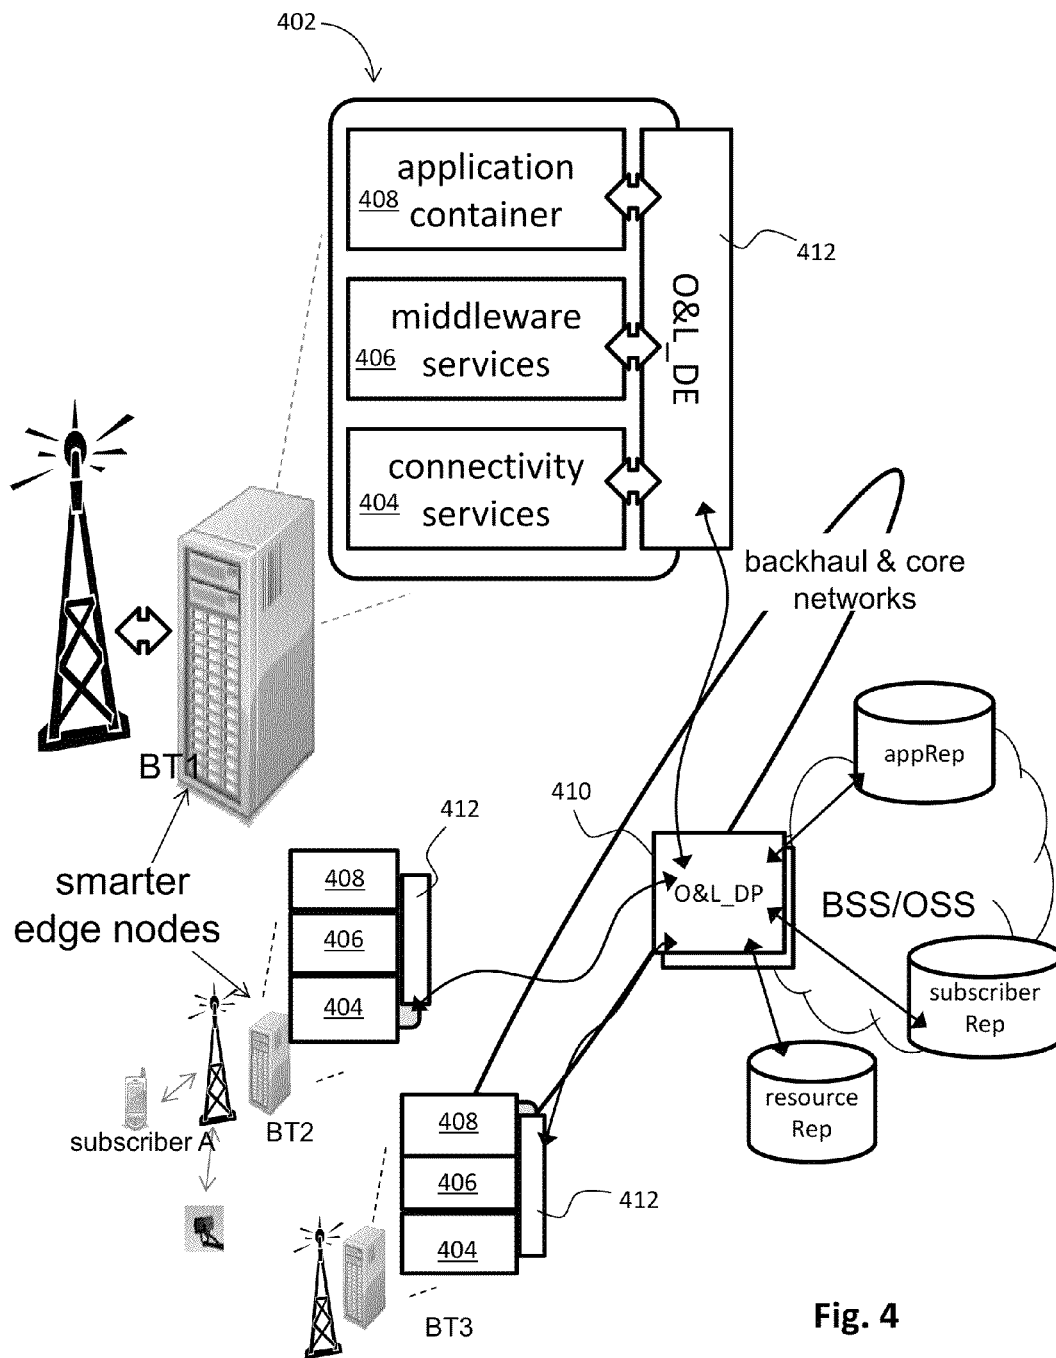 402
application
container
408
412
O&L_DE
middleware
services
406
connectivity
services
404
backhaul & core
networks
BT1
appRep
410
412
smarter
edge nodes
408
406
404
O&L_DP
BSS/OSS
subscriber
Rep
resource
Rep
subscriber A
BT2
408
406
404
412
BT3
Fig. 4